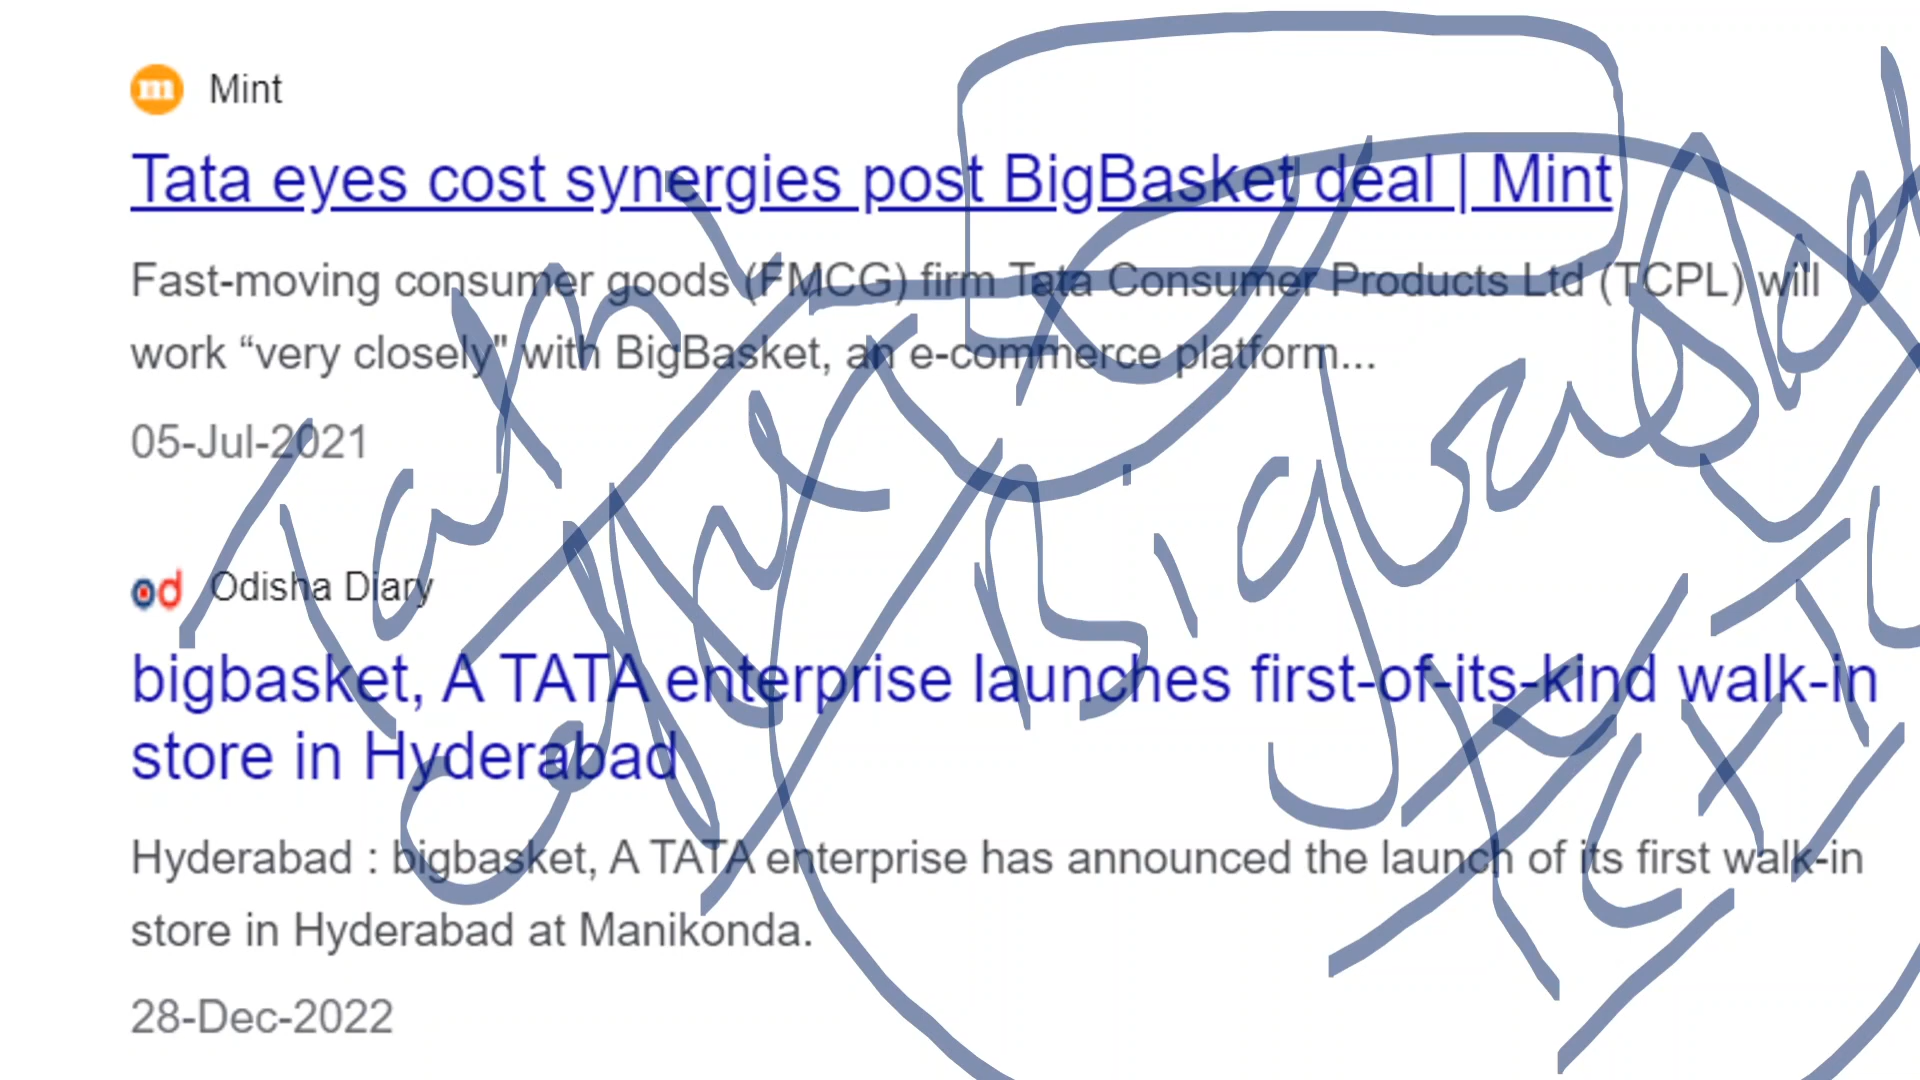 m Mint
Tata eyes cost synergies post BigBasket deal | Mint
Fast-moving consumer goods (FMCG) firm Tata Consumer Products Ltd (TCPL) will
work “very closely" with BigBasket, an e-commerce platform...
05-Jul-2021
od Odisha Diary
bigbasket, A TATA enterprise launches first-of-its-kind walk-in
store in Hyderabad
Hyderabad : bigbasket, A TATA enterprise has announced the launch of its first walk-in
store in Hyderabad at Manikonda.
28-Dec-2022
Bigbasket